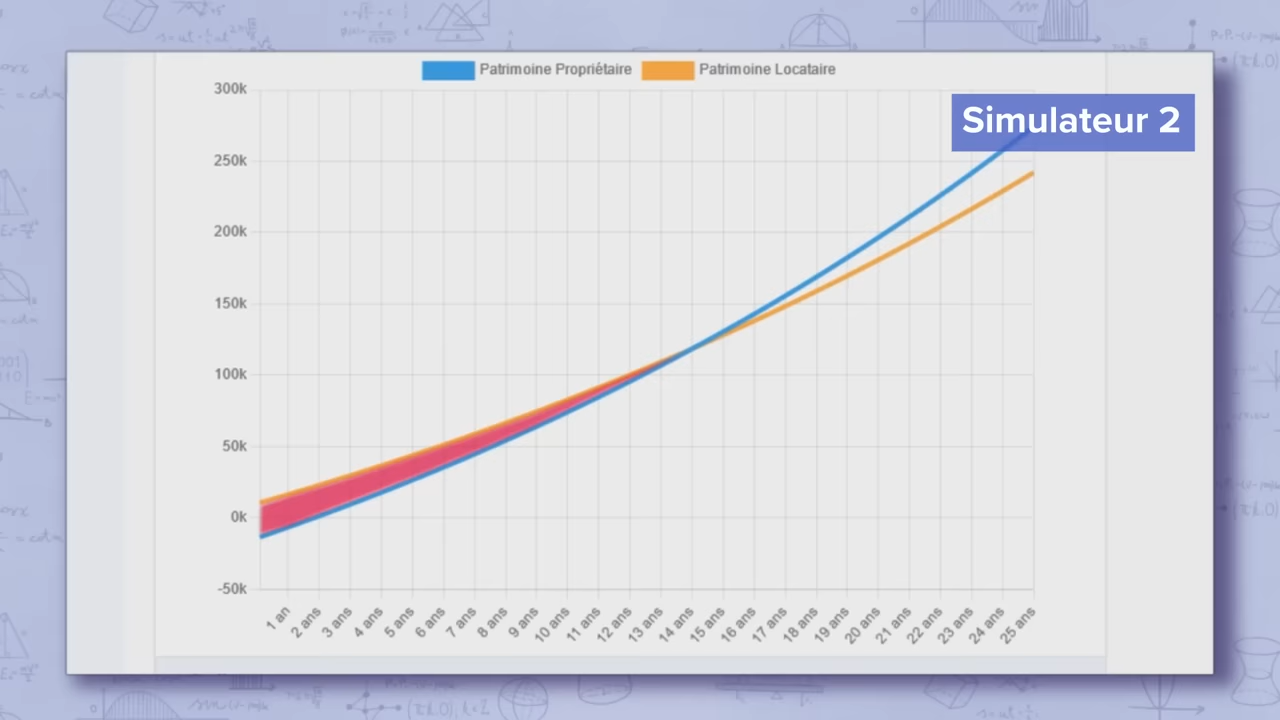 Patrimoine Propriétaire Patrimoine Locataire
Simulateur 2
300k
250k
200k
150k
100k
50k
0k
-50k
1 an
2 ans
3 ans
4 ans
5 ans
6 ans
7 ans
8 ans
9 ans
10 ans
11 ans
12 ans
13 ans
14 ans
15 ans
16 ans
17 ans
18 ans
19 ans
20 ans
21 ans
22 ans
23 ans
24 ans
25 ans